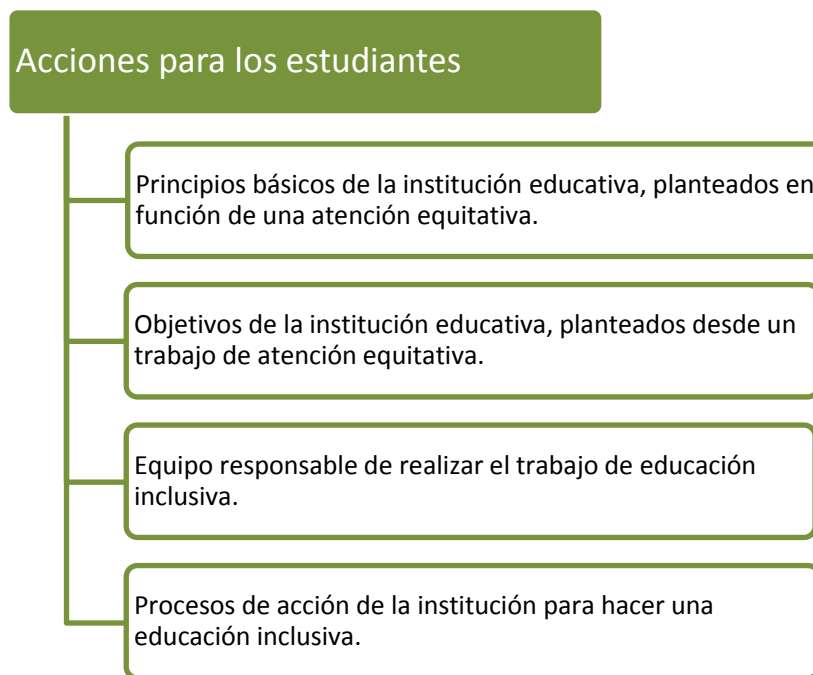 Acciones para los estudiantes
Principios básicos de la institución educativa, planteados en
función de una atención equitativa.
Objetivos de la institución educativa, planteados desde un
trabajo de atención equitativa.
Equipo responsable de realizar el trabajo de educación
inclusiva.
Procesos de acción de la institución para hacer una
educación inclusiva.